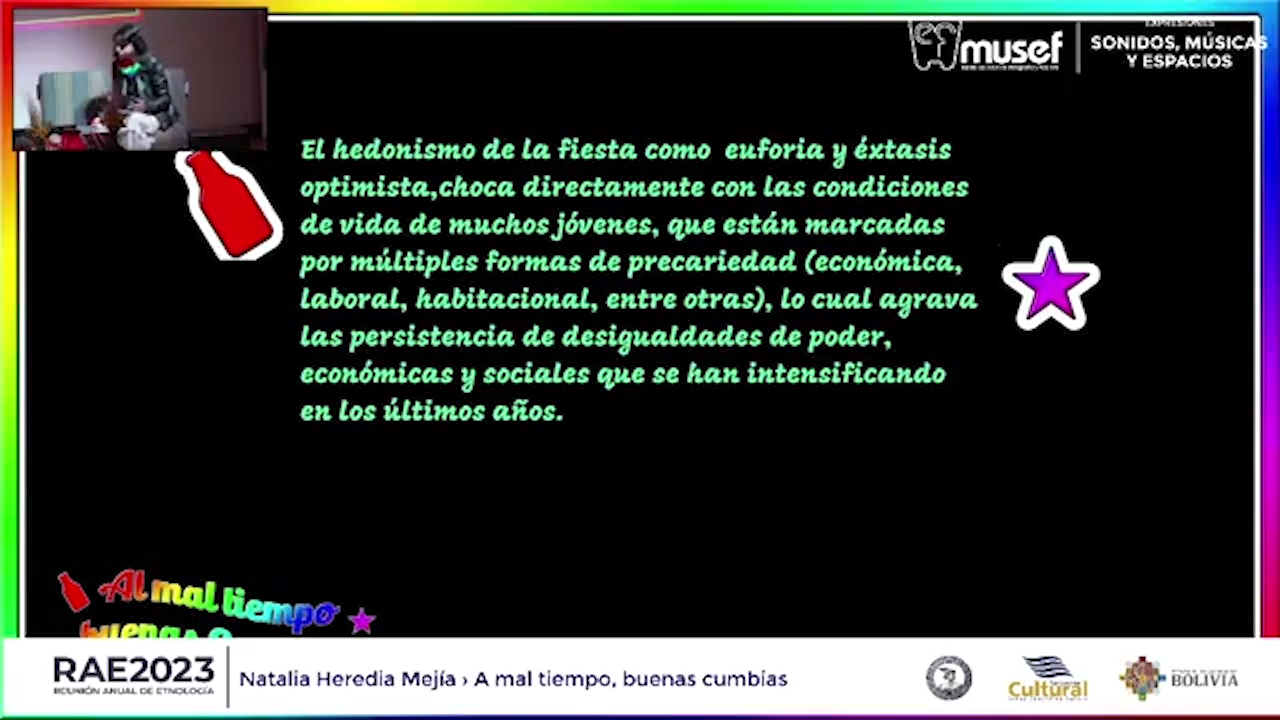 musef
EXPRESIONES
SONIDOS, MÚSICAS
Y ESPACIOS
El hedonismo de la fiesta como euforia y éxtasis
optimista,choca directamente con las condiciones
de vida de muchos jóvenes, que están marcadas
por múltiples formas de precariedad (económica,
laboral, habitacional, entre otras), lo cual agrava
las persistencia de desigualdades de poder,
económicas y sociales que se han intensificando
en los últimos años.
Al mal tiempo
buenas
RAE2023
REUNIÓN ANUAL DE ETNOLOGÍA
Natalia Heredia Mejía › A mal tiempo, buenas cumbias
Cultural
BOLIVIA